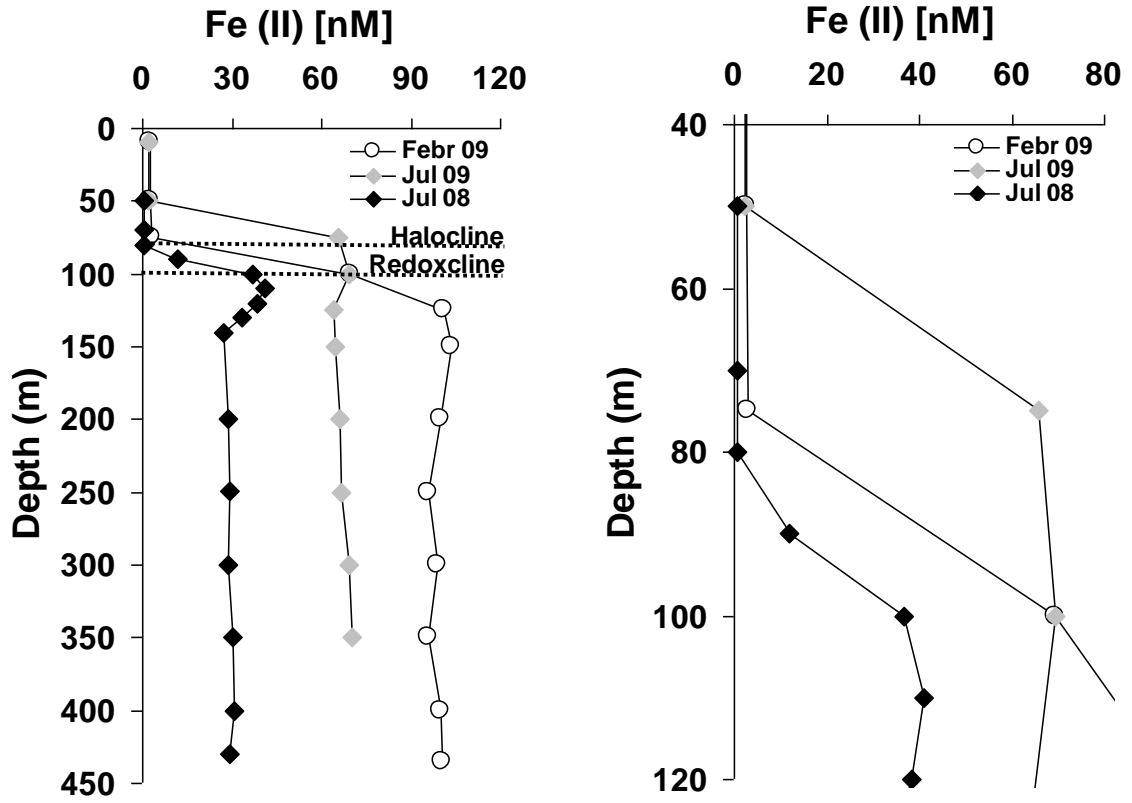 Fe (II) [nM]
0 30 60 90 120
0
50
100
150
200
250
300
350
400
450
Depth (m)
Febr 09
Jul 09
Jul 08
Halocline
Redoxcline
Fe (II) [nM]
0 20 40 60 80
40
60
80
100
120
Depth (m)
Febr 09
Jul 09
Jul 08